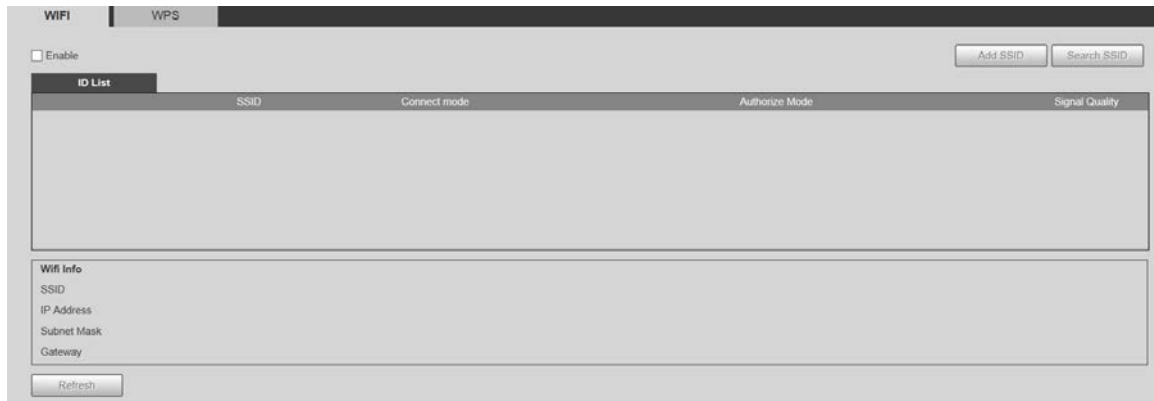 WIFI WPS
Enable Add SSID Search SSID
ID List
SSID Connect mode Authorize Mode Signal Quality
Wifi Info
SSID
IP Address
Subnet Mask
Gateway
Refresh